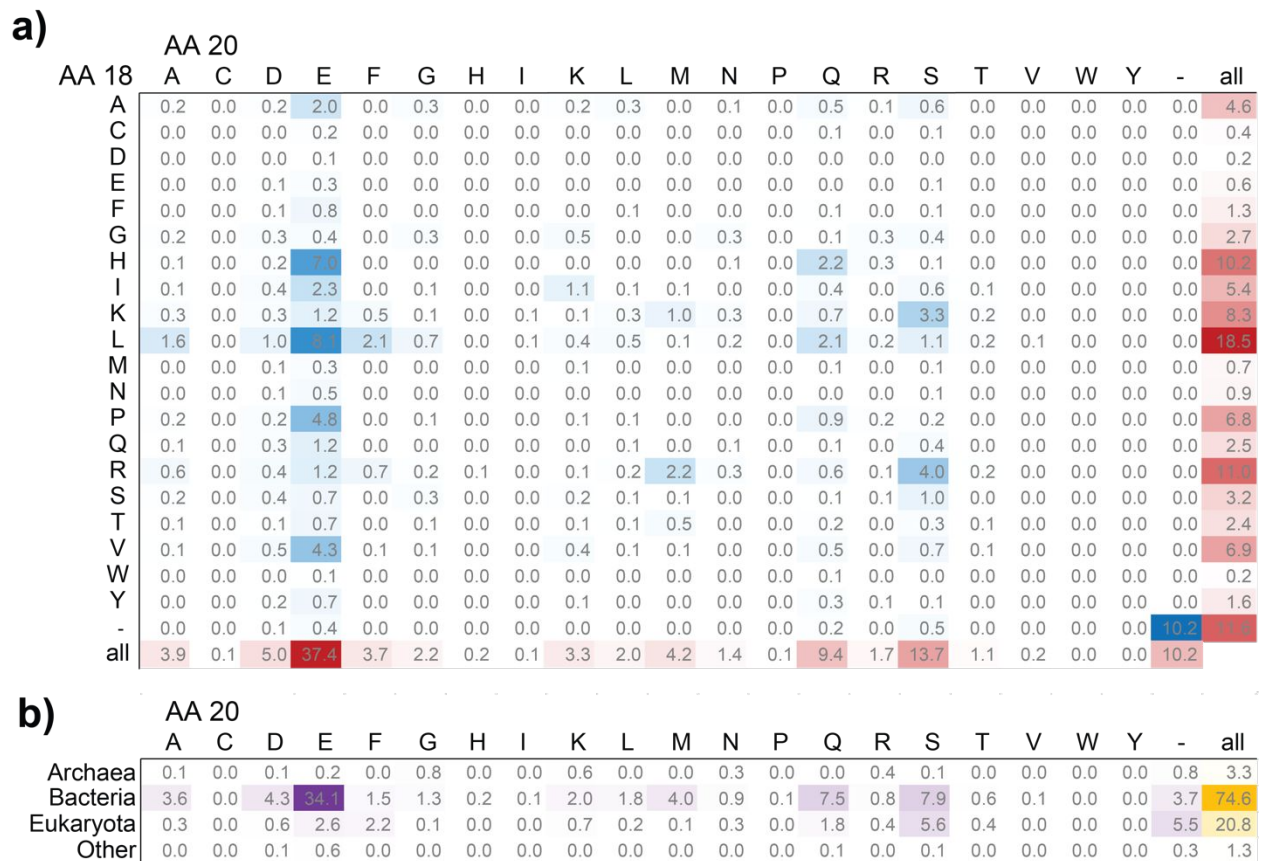 a)
AA 20
AA 18 A C D E F G H I K L M N P Q R S T V W Y - all
A 0.2 0.0 0.2 2.0 0.0 0.3 0.0 0.0 0.2 0.3 0.0 0.1 0.0 0.5 0.1 0.6 0.0 0.0 0.0 0.0 0.0 4.6
C 0.0 0.0 0.0 0.2 0.0 0.0 0.0 0.0 0.0 0.0 0.0 0.0 0.0 0.1 0.0 0.1 0.0 0.0 0.0 0.0 0.0 0.4
D 0.0 0.0 0.0 0.1 0.0 0.0 0.0 0.0 0.0 0.0 0.0 0.0 0.0 0.0 0.0 0.0 0.0 0.0 0.0 0.0 0.0 0.2
E 0.0 0.0 0.1 0.3 0.0 0.0 0.0 0.0 0.0 0.0 0.0 0.0 0.0 0.0 0.0 0.1 0.0 0.0 0.0 0.0 0.0 0.6
F 0.0 0.0 0.1 0.8 0.0 0.0 0.0 0.0 0.0 0.1 0.0 0.0 0.0 0.1 0.0 0.1 0.0 0.0 0.0 0.0 0.0 1.3
G 0.2 0.0 0.3 0.4 0.0 0.3 0.0 0.0 0.5 0.0 0.0 0.3 0.0 0.1 0.3 0.4 0.0 0.0 0.0 0.0 0.0 2.7
H 0.1 0.0 0.2 7.0 0.0 0.0 0.0 0.0 0.0 0.0 0.0 0.1 0.0 2.2 0.3 0.1 0.0 0.0 0.0 0.0 0.0 10.2
I 0.1 0.0 0.4 2.3 0.0 0.1 0.0 0.0 1.1 0.1 0.1 0.0 0.0 0.4 0.0 0.6 0.1 0.0 0.0 0.0 0.0 5.4
K 0.3 0.0 0.3 1.2 0.5 0.1 0.0 0.1 0.1 0.3 1.0 0.3 0.0 0.7 0.0 3.3 0.2 0.0 0.0 0.0 0.0 8.3
L 1.6 0.0 1.0 8.1 2.1 0.7 0.0 0.1 0.4 0.5 0.1 0.2 0.0 2.1 0.2 1.1 0.2 0.1 0.0 0.0 0.0 18.5
M 0.0 0.0 0.1 0.3 0.0 0.0 0.0 0.0 0.1 0.0 0.0 0.0 0.0 0.1 0.0 0.1 0.0 0.0 0.0 0.0 0.0 0.7
N 0.0 0.0 0.1 0.5 0.0 0.0 0.0 0.0 0.0 0.0 0.0 0.0 0.0 0.1 0.0 0.1 0.0 0.0 0.0 0.0 0.0 0.9
P 0.2 0.0 0.2 4.8 0.0 0.1 0.0 0.0 0.1 0.1 0.0 0.0 0.0 0.9 0.2 0.2 0.0 0.0 0.0 0.0 0.0 6.8
Q 0.1 0.0 0.3 1.2 0.0 0.0 0.0 0.0 0.0 0.1 0.0 0.1 0.0 0.1 0.0 0.4 0.0 0.0 0.0 0.0 0.0 2.5
R 0.6 0.0 0.4 1.2 0.7 0.2 0.1 0.0 0.1 0.2 2.2 0.3 0.0 0.6 0.1 4.0 0.2 0.0 0.0 0.0 0.0 11.0
S 0.2 0.0 0.4 0.7 0.0 0.3 0.0 0.0 0.2 0.1 0.1 0.0 0.0 0.1 0.1 1.0 0.0 0.0 0.0 0.0 0.0 3.2
T 0.1 0.0 0.1 0.7 0.0 0.1 0.0 0.0 0.1 0.1 0.5 0.0 0.0 0.2 0.0 0.3 0.1 0.0 0.0 0.0 0.0 2.4
V 0.1 0.0 0.5 4.3 0.1 0.1 0.0 0.0 0.4 0.1 0.1 0.0 0.0 0.5 0.0 0.7 0.1 0.0 0.0 0.0 0.0 6.9
W 0.0 0.0 0.0 0.1 0.0 0.0 0.0 0.0 0.0 0.0 0.0 0.0 0.0 0.1 0.0 0.0 0.0 0.0 0.0 0.0 0.0 0.2
Y 0.0 0.0 0.2 0.7 0.0 0.0 0.0 0.0 0.1 0.0 0.0 0.0 0.0 0.3 0.1 0.1 0.0 0.0 0.0 0.0 0.0 1.6
- 0.0 0.0 0.1 0.4 0.0 0.0 0.0 0.0 0.0 0.0 0.0 0.0 0.0 0.2 0.0 0.5 0.0 0.0 0.0 0.0 10.2
all 3.9 0.1 5.0 37.4 3.7 2.2 0.2 0.1 3.3 2.0 4.2 1.4 0.1 9.4 1.7 13.7 1.1 0.2 0.0 0.0 10.2
b)
AA 20
A C D E F G H I K L M N P Q R S T V W Y - all
Archaea 0.1 0.0 0.1 0.2 0.0 0.8 0.0 0.0 0.6 0.0 0.0 0.3 0.0 0.0 0.4 0.1 0.0 0.0 0.0 0.0 0.8 3.3
Bacteria 3.6 0.0 4.3 34.1 1.5 1.3 0.2 0.1 2.0 1.8 4.0 0.9 0.1 7.5 0.8 7.9 0.6 0.1 0.0 0.0 3.7 74.6
Eukaryota 0.3 0.0 0.6 2.6 2.2 0.1 0.0 0.0 0.7 0.2 0.1 0.3 0.0 1.8 0.4 5.6 0.4 0.0 0.0 0.0 5.5 20.8
Other 0.0 0.0 0.1 0.6 0.0 0.0 0.0 0.0 0.0 0.0 0.0 0.0 0.0 0.1 0.0 0.1 0.0 0.0 0.0 0.0 0.3 1.3